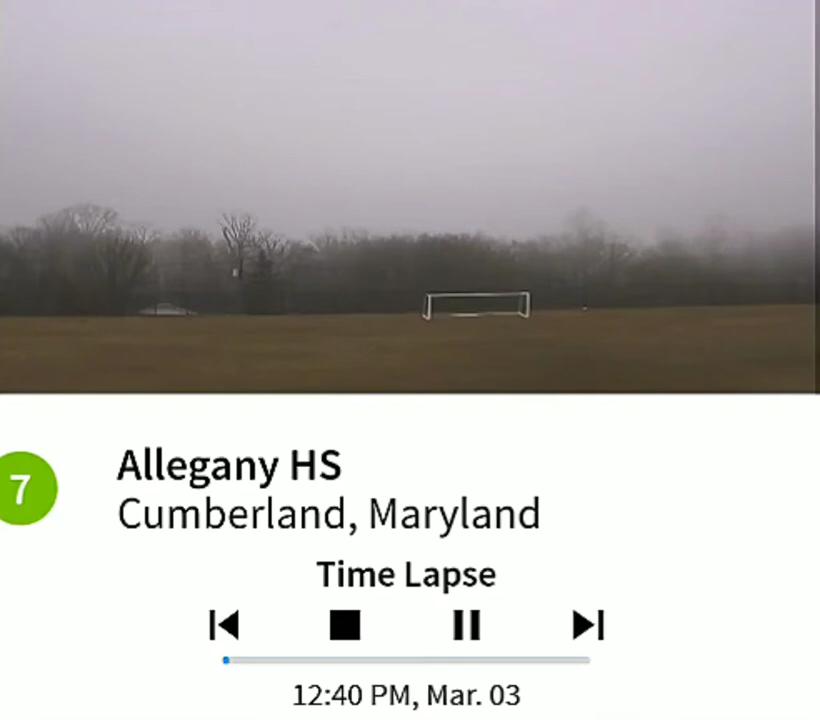 7
Allegany HS
Cumberland, Maryland
Time Lapse
12:40 PM, Mar. 03